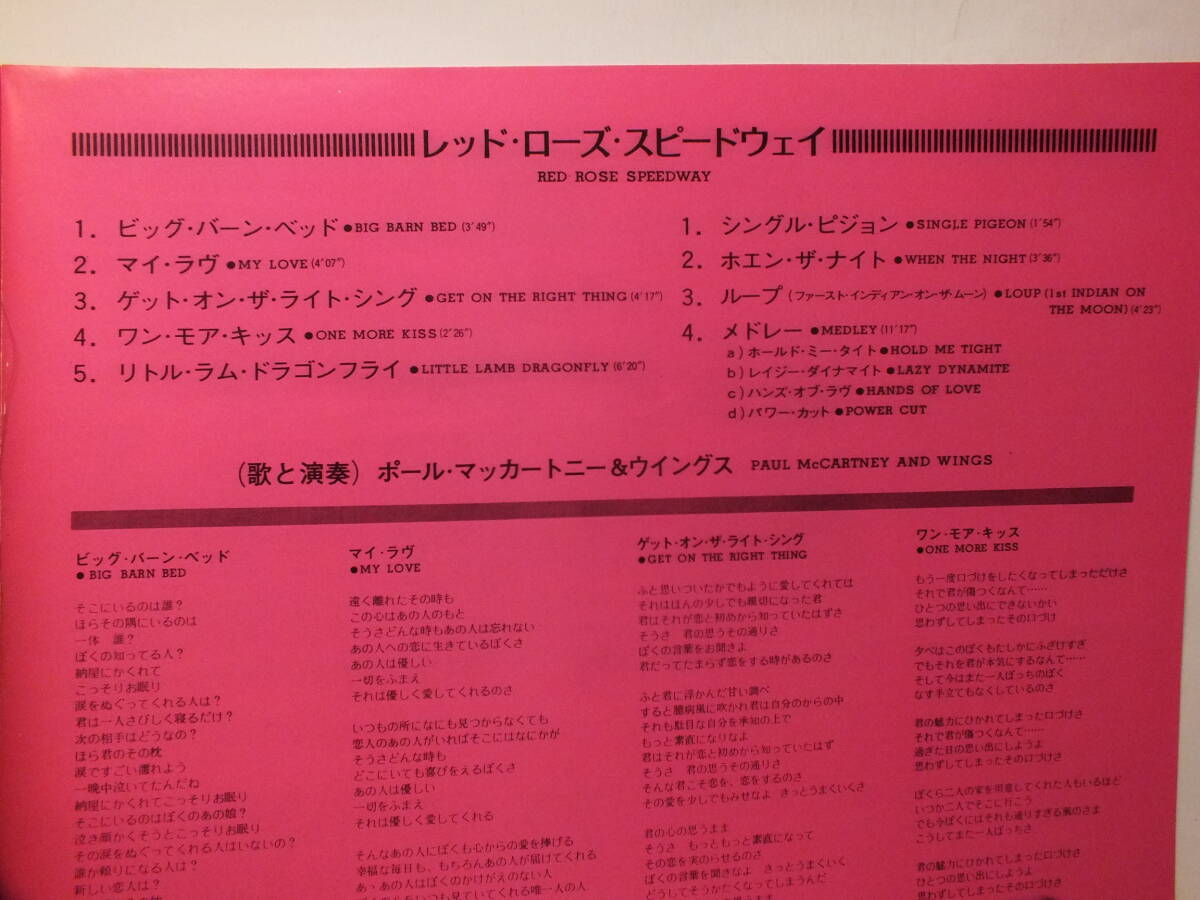 レッド・ローズ・スピードウェイ
RED ROSE SPEEDWAY
1. ビッグ・バーン・ベッド ●BIG BARN BED (3'49")
2. マイ・ラヴ ●MY LOVE (4'07")
3. ゲット・オン・ザ・ライト・シング ●GET ON THE RIGHT THING (4'17")
4. ワン・モア・キッス ●ONE MORE KISS (2'26")
5. リトル・ラム・ドラゴンフライ ●LITTLE LAMB DRAGONFLY (6'20")
1. シングル・ピジョン ●SINGLE PIGEON (1'54")
2. ホエン・ザ・ナイト ●WHEN THE NIGHT (3'36")
3. ループ (ファースト・インディアン・オン・ザ・ムーン) ●LOUP (1st INDIAN ON
THE MOON) (4'23")
4. メドレー ●MEDLEY (11'17")
a) ホールド・ミー・タイト ●HOLD ME TIGHT
b) レイジー・ダイナマイト ●LAZY DYNAMITE
c) ハンズ・オブ・ラヴ ●HANDS OF LOVE
d) パワー・カット ●POWER CUT
(歌と演奏) ポール・マッカートニー&ウイングス PAUL McCARTNEY AND WINGS
ビッグ・バーン・ベッド
●BIG BARN BED
そこにいるのは誰?
ほらその隅にいるのは
一体 誰?
ぼくの知ってる人?
納屋にかくれて
こっそりお眠り
涙をぬぐってくれる人は?
君は一人さびしく寝るだけ?
次の相手はどうなの?
ほら君のその枕
涙ですごい濡れよう
一晩中泣いてたんだね
納屋にかくれてこっそりお眠り
そこにいるのはぼくのあの娘?
泣き顔かくそうとこっそりお眠り
その涙をぬぐってくれる人はいないの?
誰か頼りになる人は?
新しい恋人は?
マイ・ラヴ
●MY LOVE
遠く離れたその時も
この心はあの人のもと
そうさどんな時もあの人は忘れない
あの人への恋に生きているぼくさ
あの人は優しい
一切をふまえ
それは優しく愛してくれるのさ
いつもの所になにも見つからなくても
恋人のあの人がいればそこにはなにかが
そうさどんな時も
どこにいても喜びをえるぼくさ
あの人は優しい
一切をふまえ
それは優しく愛してくれる
そんなあの人にぼくも心からの愛を捧げる
幸福な毎日も、もちろんあの人が届けてくれる
あゝあの人はぼくのかけがえのない人
ゲット・オン・ザ・ライト・シング
●GET ON THE RIGHT THING
ふと思いついたかでもように愛してくれては
それはほんの少しでも親切になった君
君はそれが恋と初めから知っていたはずさ
そうさ 君の思うその通りさ
ぼくの言葉をお聞きよ
君だってたまらず恋をする時があるのさ
ふと君に浮かんだ甘い調べ
すると臆病風に吹かれ君は自分のからの中
それも駄目な自分を承知の上で
もっと素直になりなよ
君はそれが恋と初めから知っていたはず
そうさ 君の思うその通りさ
そんな君こそ恋を、恋をするのさ
その愛を少しでもみせなよ きっとうまくいくさ
君の心の思うまま
そうさ もっともっと素直になって
その恋を実のらせるのさ
ぼくの言葉を聞きなよ きっとうまくいく
どうしてそうかたくなってしまうんだ
ワン・モア・キッス
●ONE MORE KISS
もう一度口づけをしたくなってしまっただけさ
それで君が傷つくなんて……
ひとつの思い出にできないかい
思わずしてしまったその口づけ
夕べはこのぼくもたしかにふざけすぎ
でもそれを君が本気にするなんて……
そして今はまた一人ぼっちのぼく
なす手立てもなくしているのさ
君の魅力にひかれてしまった口づけさ
それで君が傷つくなんて……
過ぎた日の思い出にしようよ
思わずしてしまったその口づけさ
ぼくら二人の家を用意してくれた人もいるほど
いつか二人でそこに行こう
でも今ぼくにはそれも通りすぎる風のさま
こうしてまた一人ぼっちさ
君の魅力にひかれてしまった口づけさ
ひとつの思い出にしようよ
思わずしてしまったその口づけさ